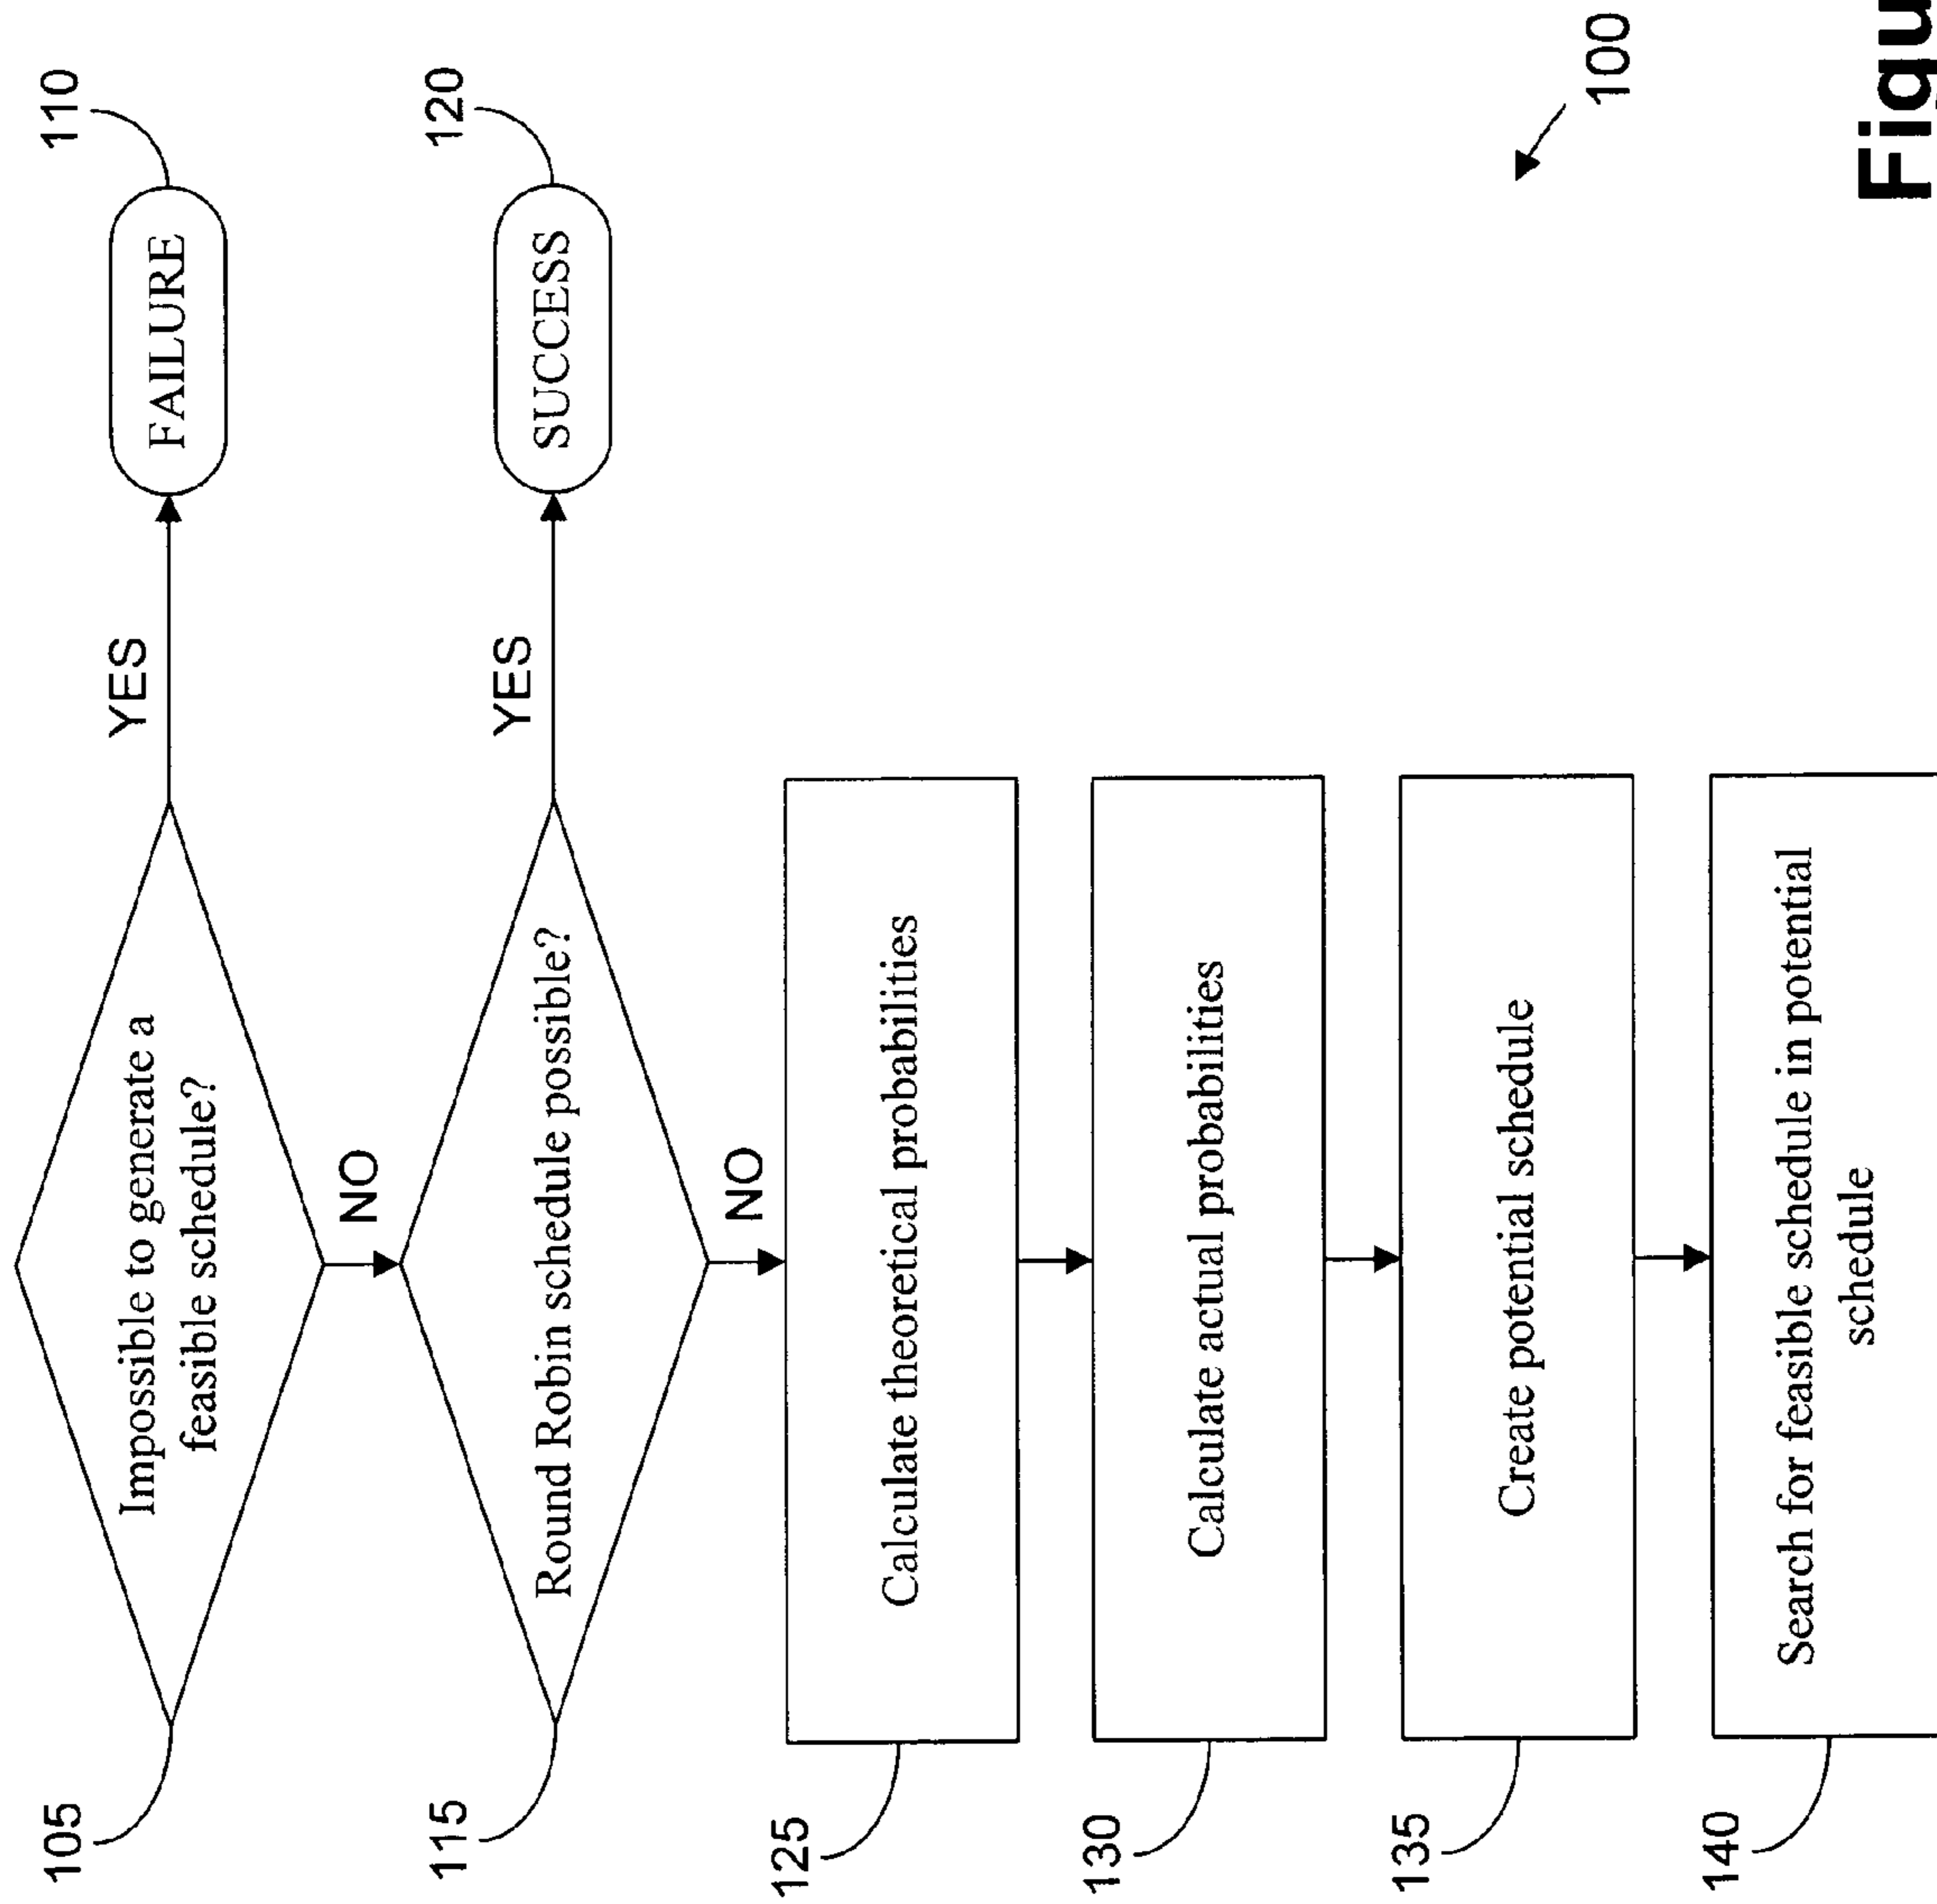 105
Impossible to generate a
feasible schedule?
YES
FAILURE
110
NO
115
Round Robin schedule possible?
YES
SUCCESS
120
NO
125
Calculate theoretical probabilities
130
Calculate actual probabilities
135
Create potential schedule
140
Search for feasible schedule in potential
schedule
100
Figu